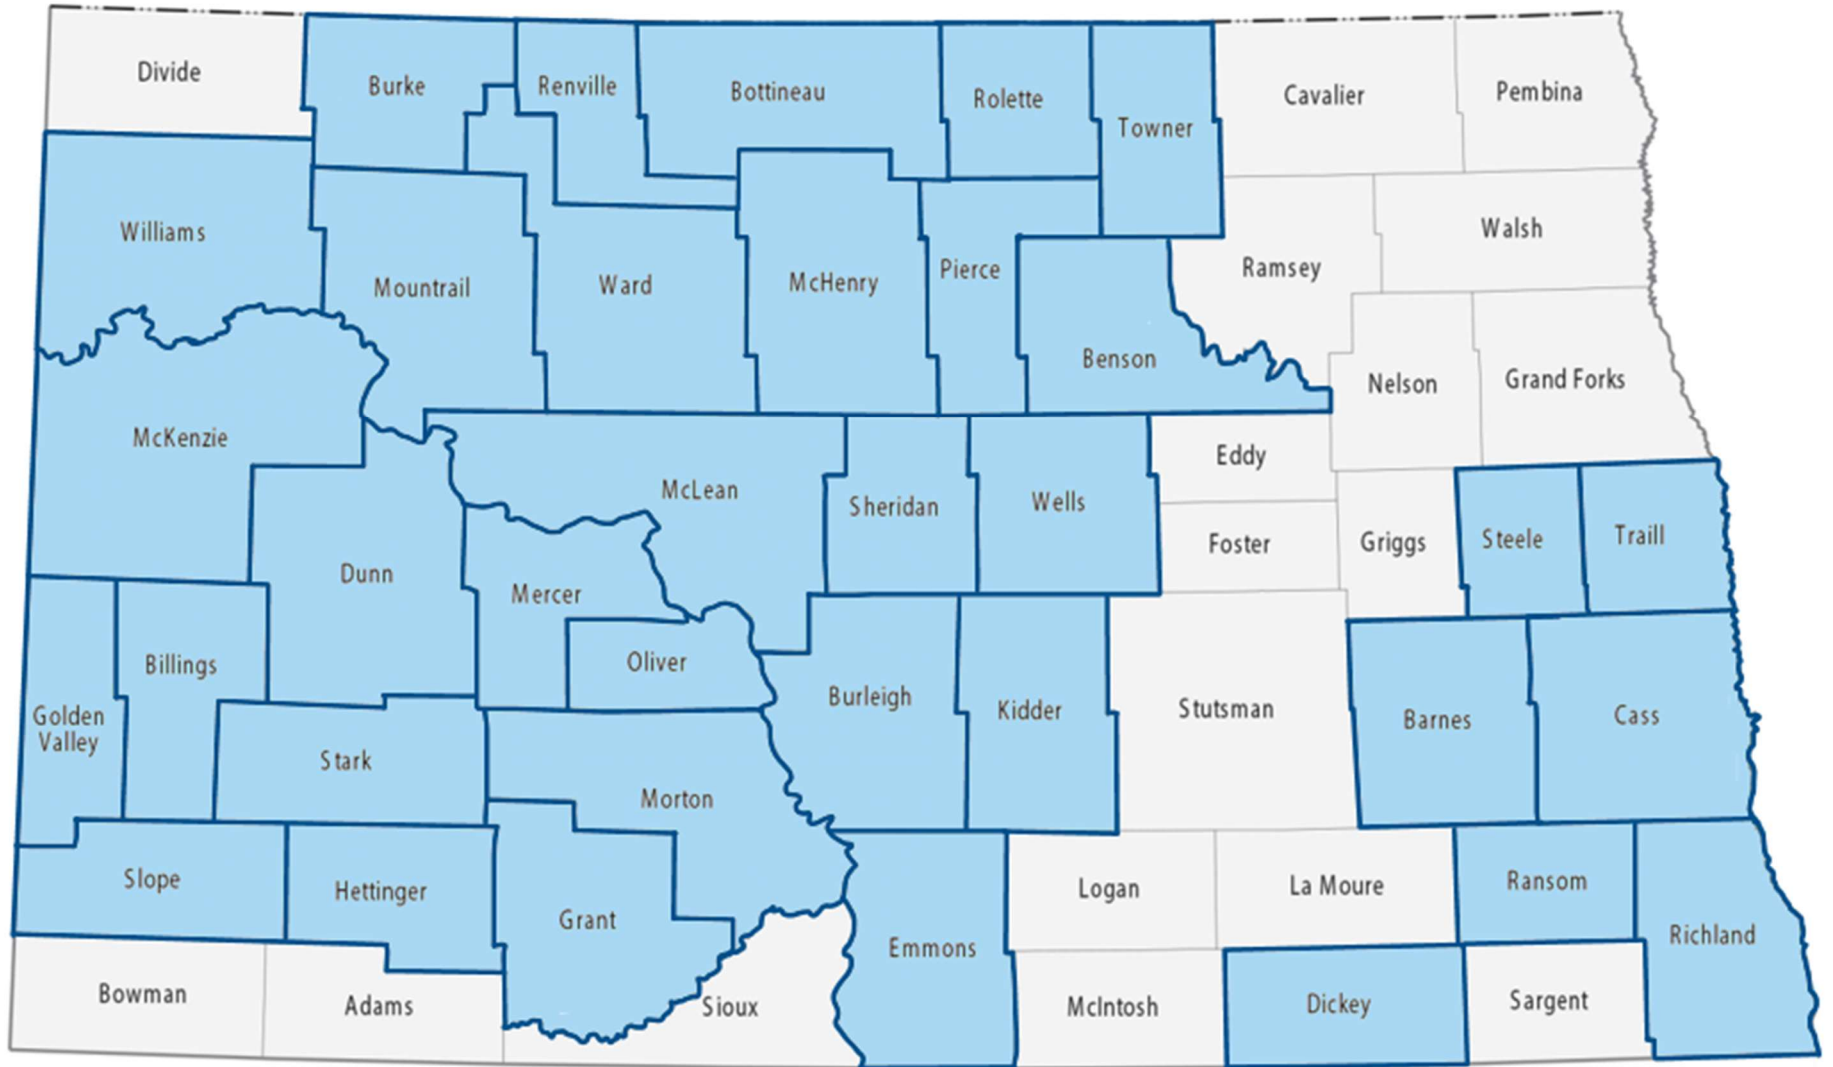 Divide
Burke
Renville
Bottineau
Rolette
Towner
Cavalier
Pembina
Williams
Mountrail
Ward
McHenry
Pierce
Benson
Ramsey
Walsh
Nelson
Grand Forks
McKenzie
Dunn
McLean
Mercer
Oliver
Sheridan
Wells
Eddy
Foster
Griggs
Steele
Traill
Golden
Valley
Billings
Stark
Morton
Burleigh
Kidder
Stutsman
Barnes
Cass
Slope
Hettinger
Grant
Emmons
Logan
La Moure
Ransom
Richland
Bowman
Adams
Sioux
McIntosh
Dickey
Sargent